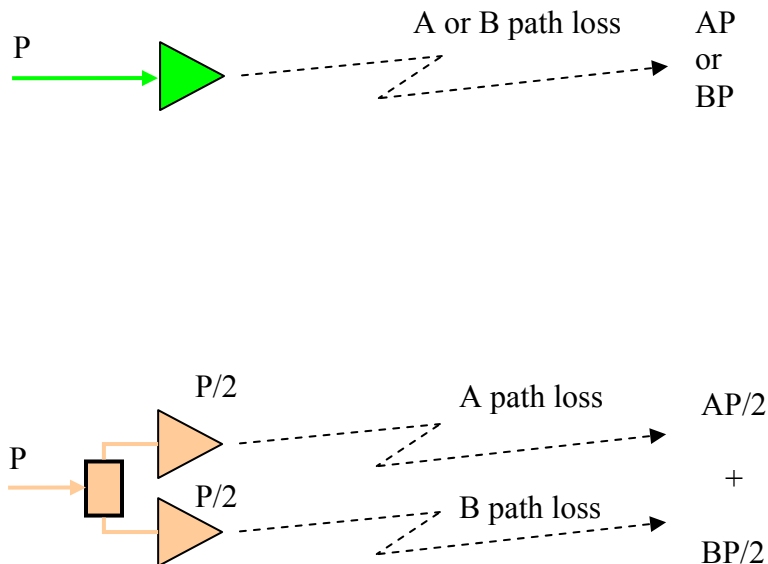 P
A or B path loss
AP
or
BP
P/2
A path loss
AP/2
P
P/2
+
B path loss
BP/2